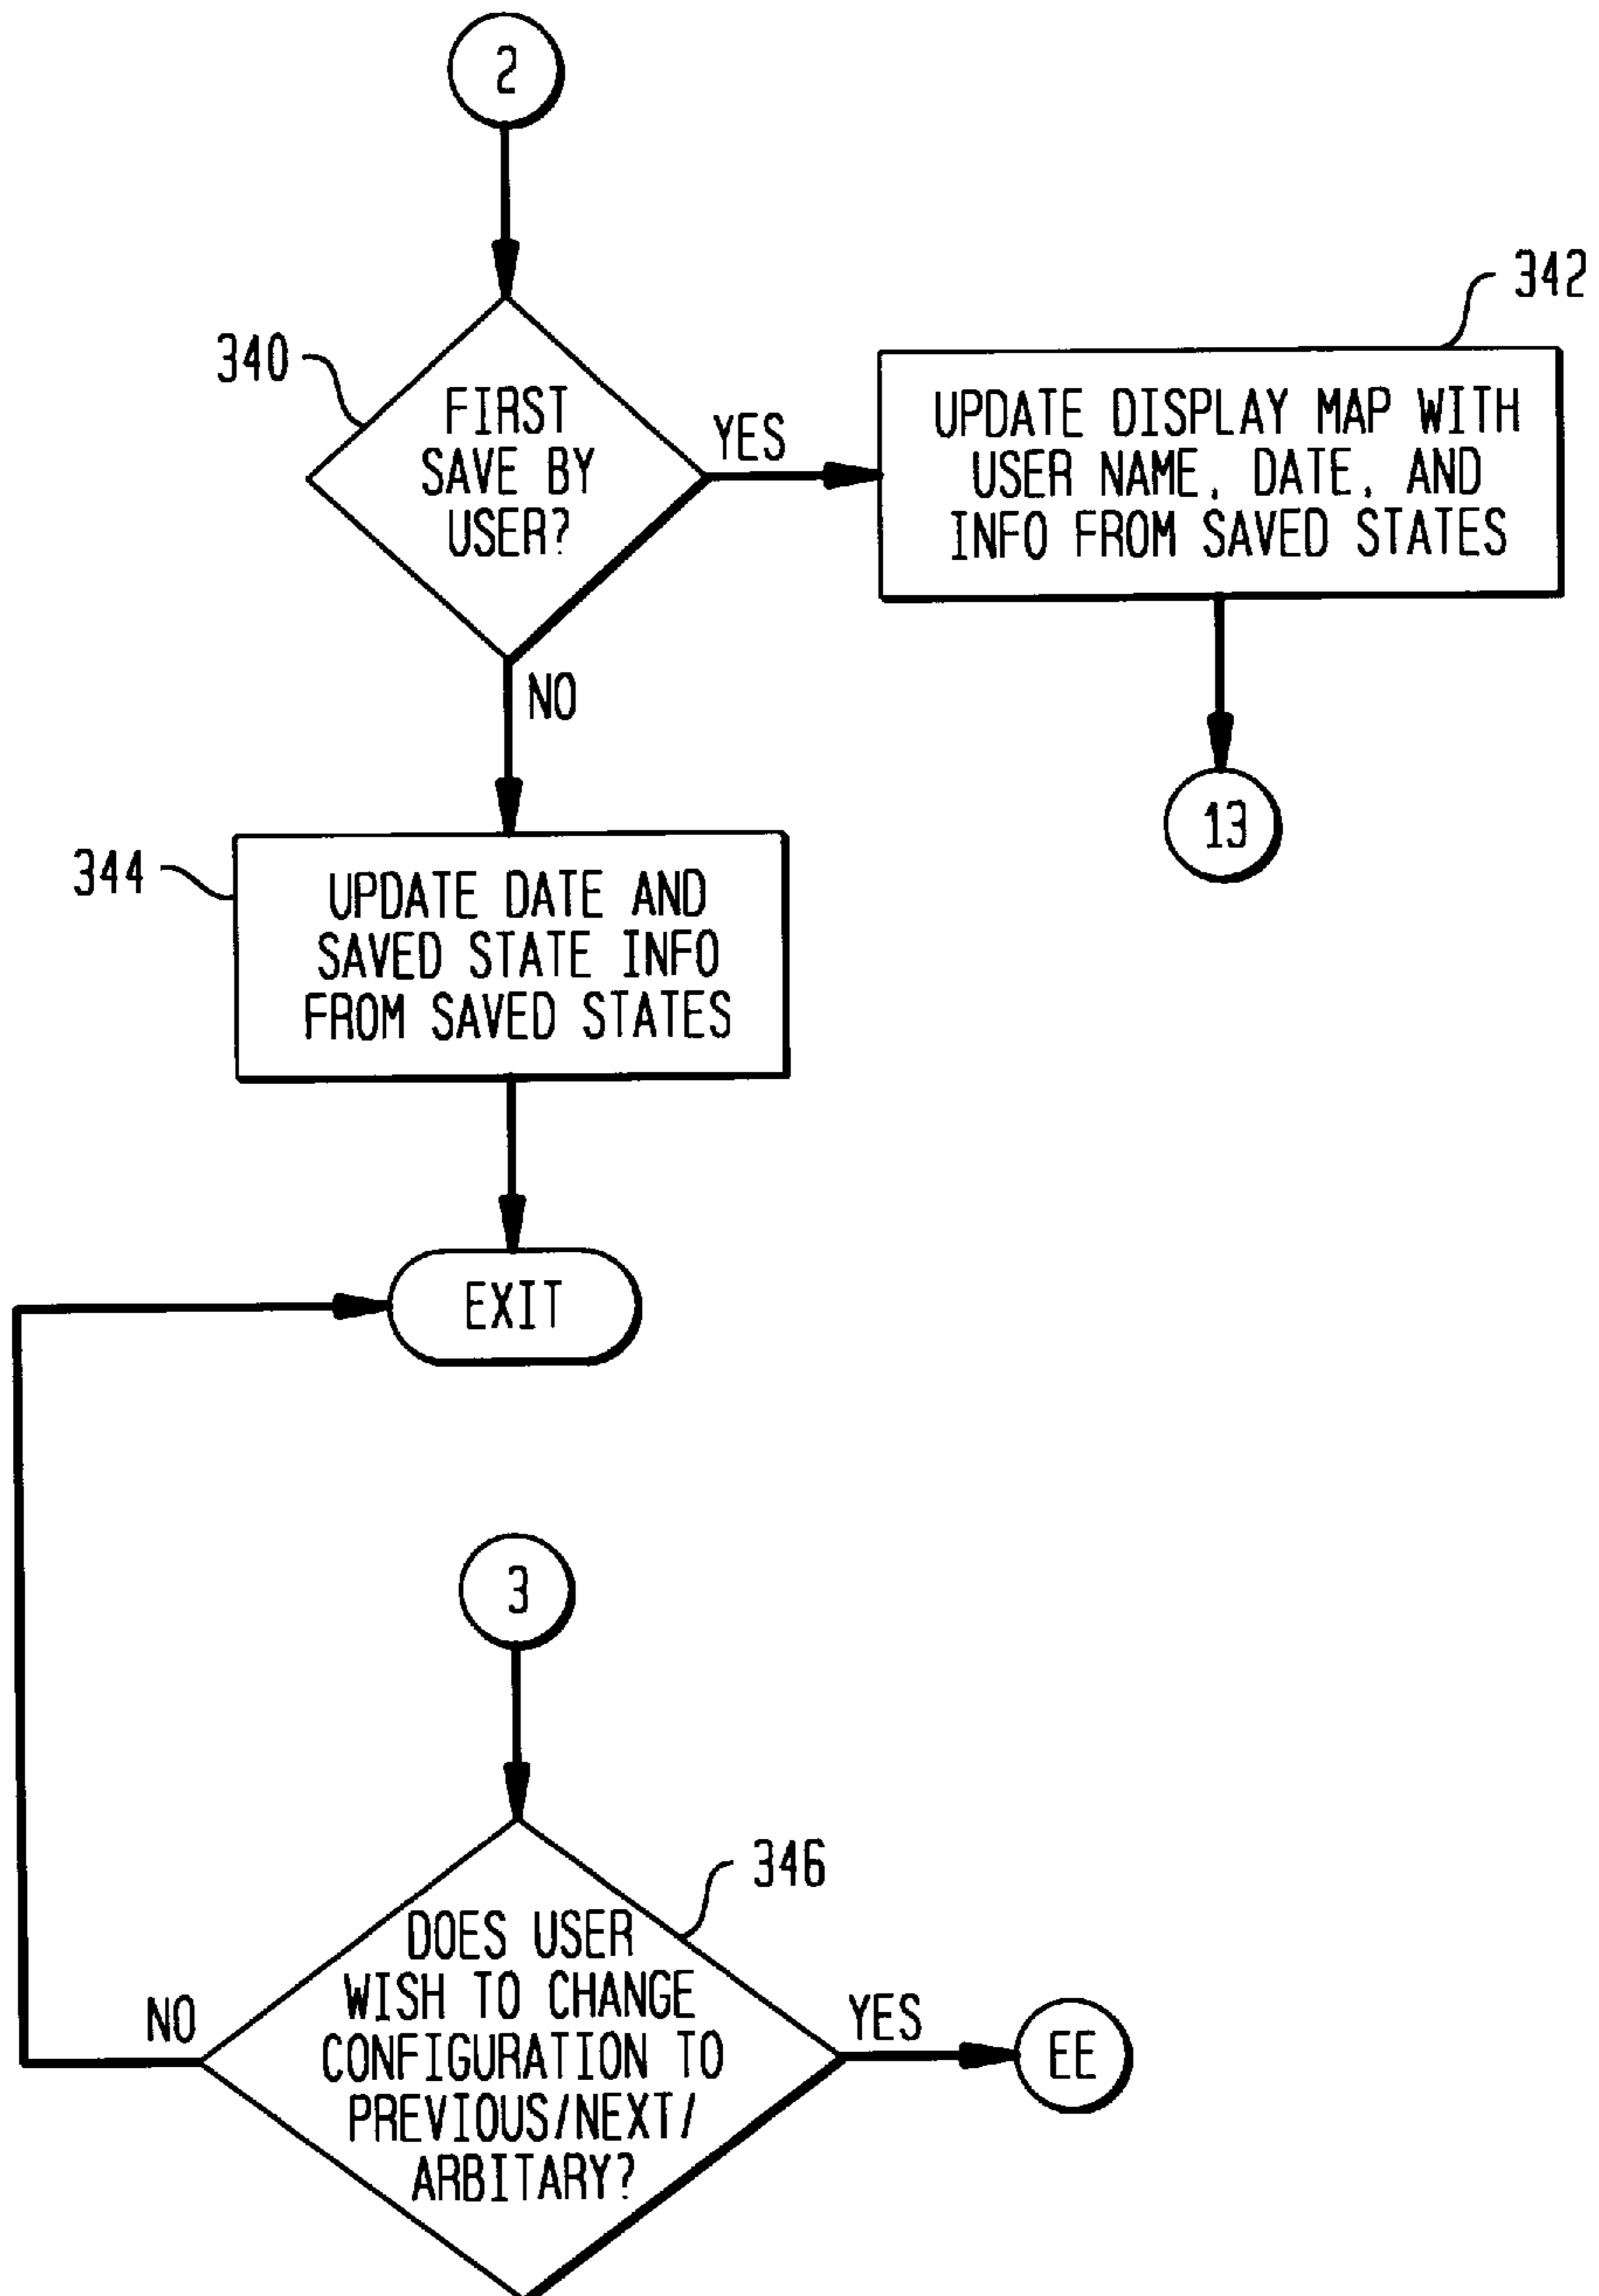 2
340
FIRST
SAVE BY
USER?
YES
342
UPDATE DISPLAY MAP WITH
USER NAME, DATE, AND
INFO FROM SAVED STATES
NO
13
344
UPDATE DATE AND
SAVED STATE INFO
FROM SAVED STATES
EXIT
3
346
DOES USER
WISH TO CHANGE
CONFIGURATION TO
PREVIOUS/NEXT/
ARBITARY?
NO
YES
EE